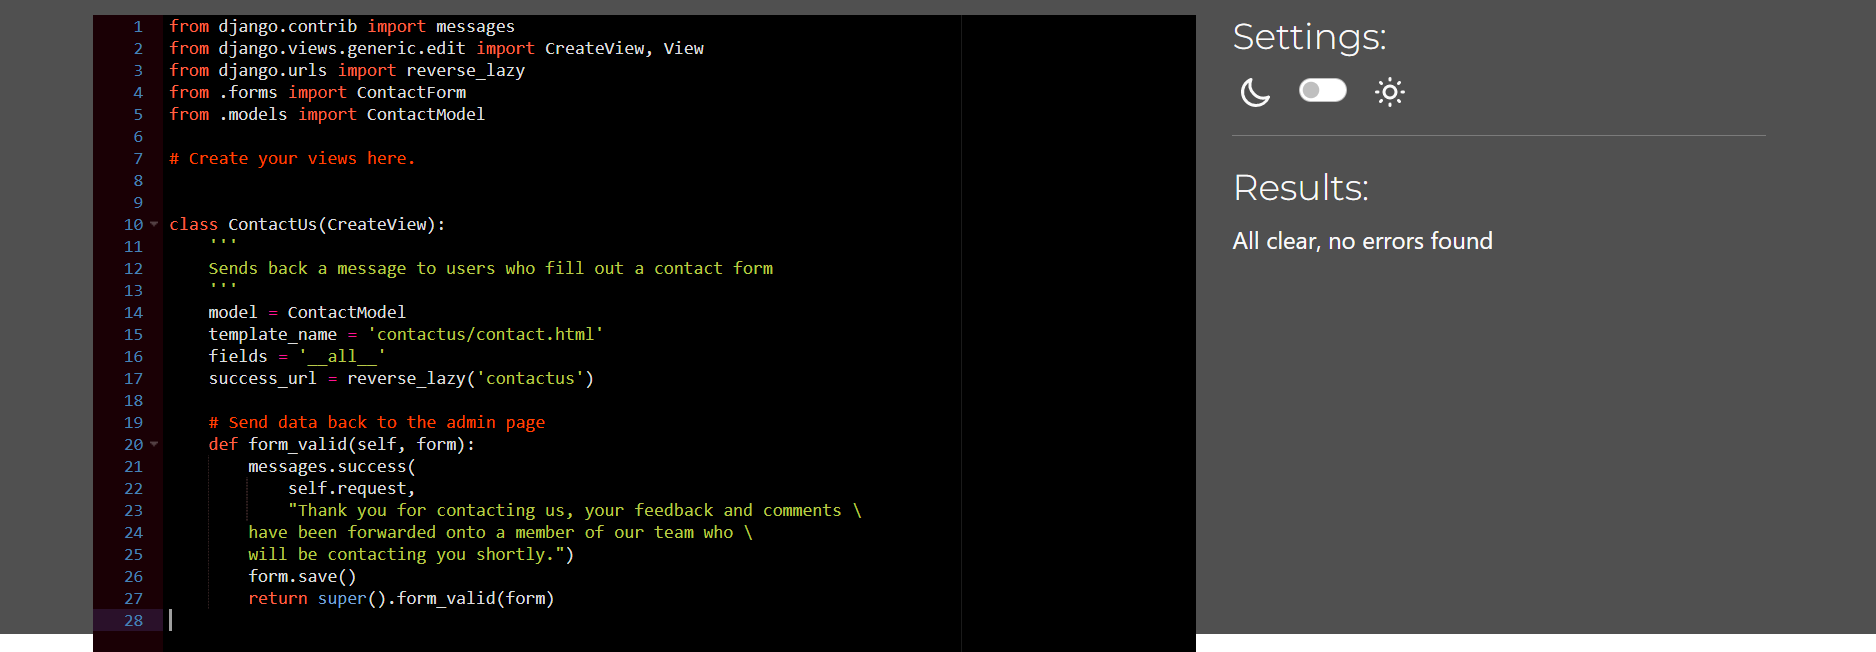 1 from django.contrib import messages
2 from django.views.generic.edit import CreateView, View
3 from django.urls import reverse_lazy
4 from .forms import ContactForm
5 from .models import ContactModel
6
7 # Create your views here.
8
9
10 class ContactUs(CreateView):
11     '''
12     Sends back a message to users who fill out a contact form
13     '''
14     model = ContactModel
15     template_name = 'contactus/contact.html'
16     fields = '__all__'
17     success_url = reverse_lazy('contactus')
18
19     # Send data back to the admin page
20     def form_valid(self, form):
21         messages.success(
22             self.request,
23             "Thank you for contacting us, your feedback and comments \
24         have been forwarded onto a member of our team who \
25         will be contacting you shortly.")
26         form.save()
27         return super().form_valid(form)
28
Settings:
Results:
All clear, no errors found